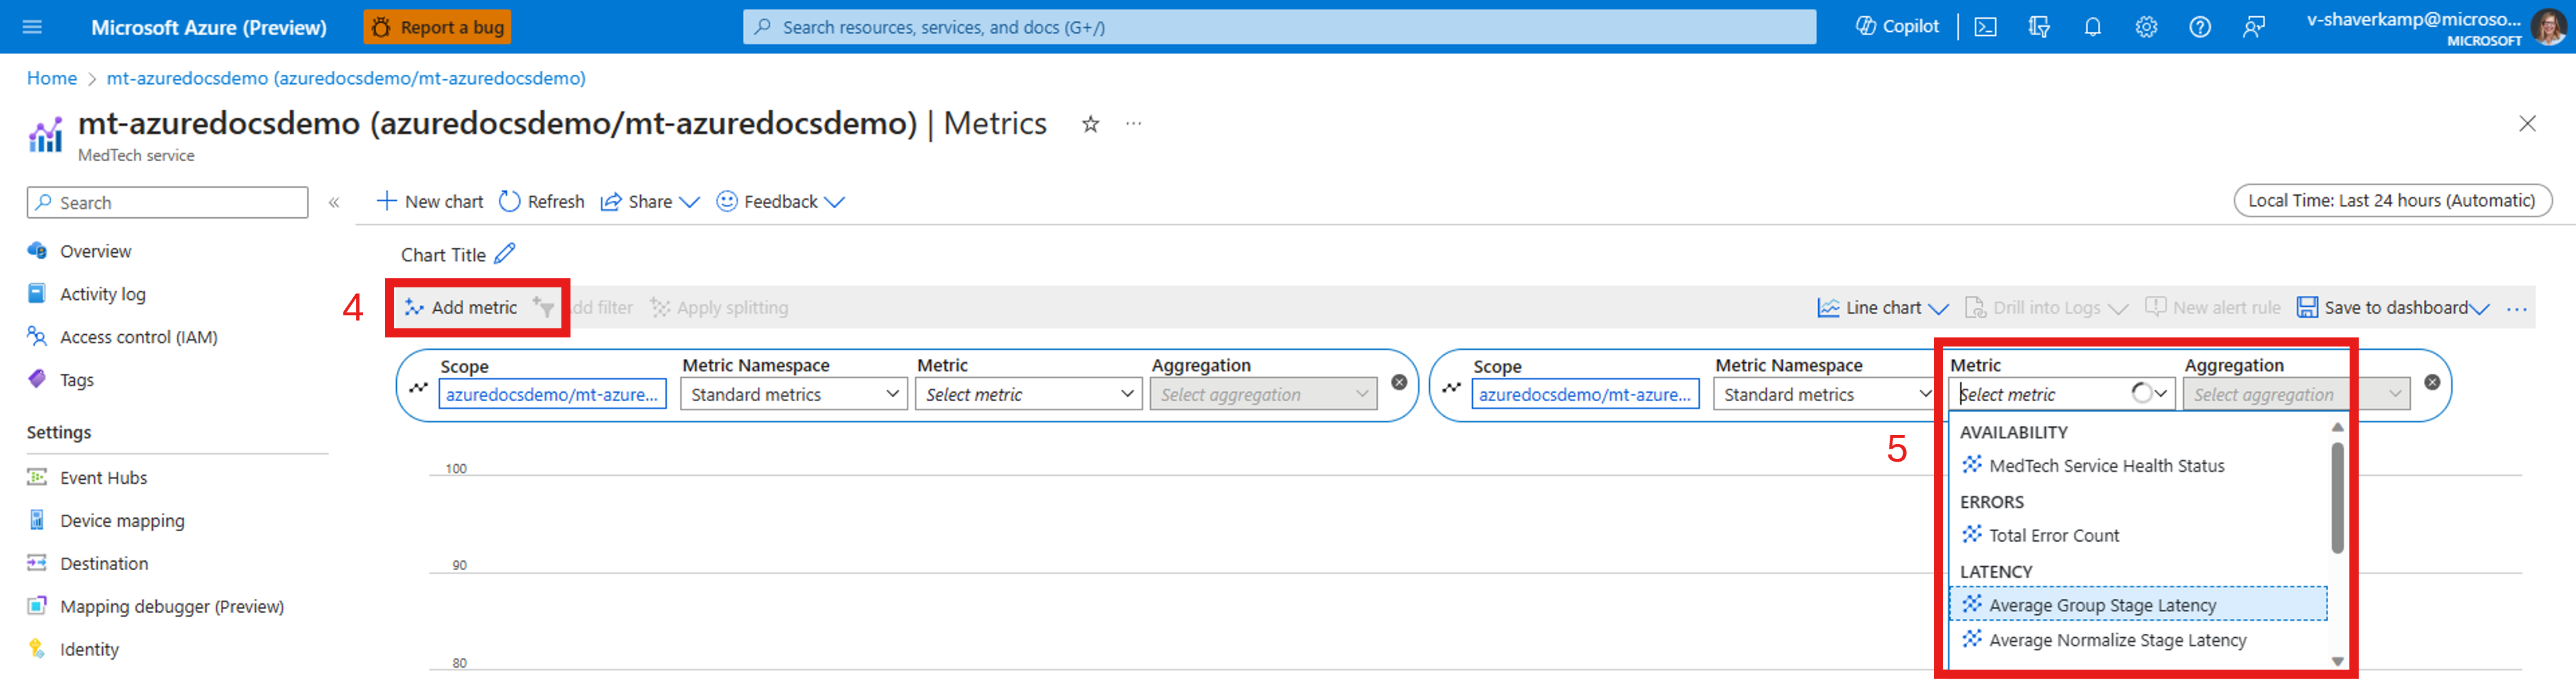 Microsoft Azure (Preview)
Report a bug
Search resources, services, and docs (G+/)
Copilot
v-shaverkamp@microso...
MICROSOFT
Home > mt-azuredocsdemo (azuredocsdemo/mt-azuredocsdemo)
mt-azuredocsdemo (azuredocsdemo/mt-azuredocsdemo) | Metrics
MedTech service
Search
Overview
Activity log
Access control (IAM)
Tags
Settings
Event Hubs
Device mapping
Destination
Mapping debugger (Preview)
Identity
New chart Refresh Share Feedback
Local Time: Last 24 hours (Automatic)
Chart Title
4
Add metric dd filter Apply splitting
Line chart Drill into Logs New alert rule Save to dashboard ...
Scope Metric Namespace Metric Aggregation
azuredocsdemo/mt-azure... Standard metrics Select metric Select aggregation
Scope Metric Namespace Metric Aggregation
azuredocsdemo/mt-azure... Standard metrics Select metric Select aggregation
5
AVAILABILITY
MedTech Service Health Status
ERRORS
Total Error Count
LATENCY
Average Group Stage Latency
Average Normalize Stage Latency
100
90
80